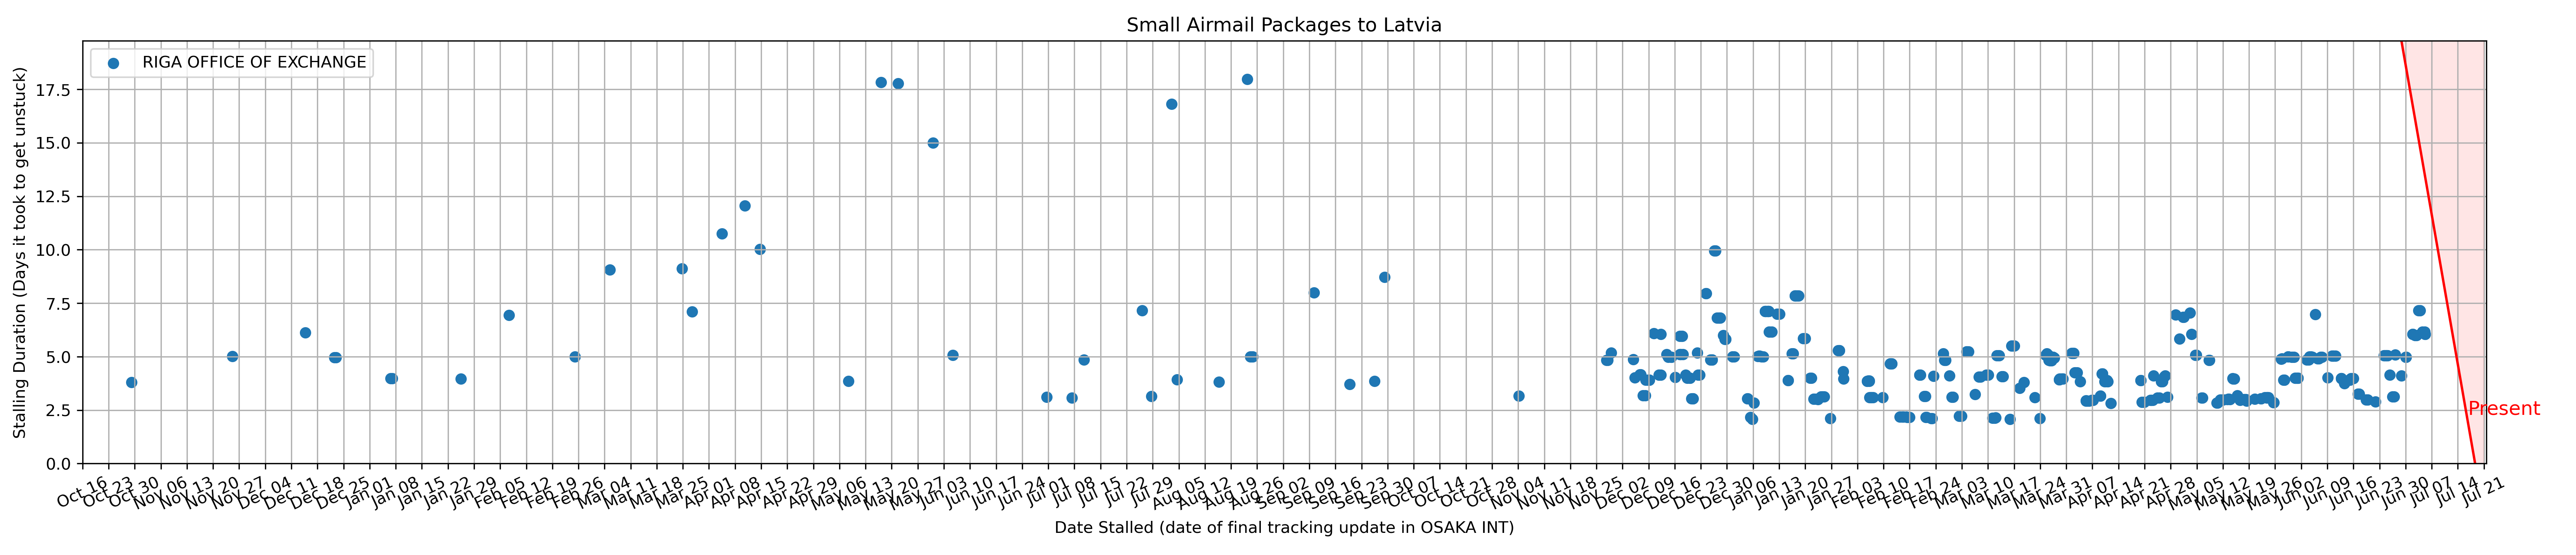 Small Airmail Packages to Latvia
RIGA OFFICE OF EXCHANGE
Stalling Duration (Days it took to get unstuck)
17.5
15.0
12.5
10.0
7.5
5.0
2.5
0.0
Present
Oct 16 Oct 23 Oct 30 Nov 06 Nov 13 Nov 20 Nov 27 Dec 04 Dec 11 Dec 18 Dec 25 Jan 01 Jan 08 Jan 15 Jan 22 Jan 29 Feb 05 Feb 12 Feb 19 Feb 26 Mar 04 Mar 11 Mar 18 Mar 25 Apr 01 Apr 08 Apr 15 Apr 22 Apr 29 May 06 May 13 May 20 May 27 Jun 03 Jun 10 Jun 17 Jun 24 Jul 01 Jul 08 Jul 15 Jul 22 Jul 29 Aug 05 Aug 12 Aug 19 Aug 26 Sep 02 Sep 09 Sep 16 Sep 23 Sep 30 Oct 07 Oct 14 Oct 21 Oct 28 Nov 04 Nov 11 Nov 18 Nov 25 Dec 02 Dec 09 Dec 16 Dec 23 Dec 30 Jan 06 Jan 13 Jan 20 Jan 27 Feb 03 Feb 10 Feb 17 Feb 24 Mar 03 Mar 10 Mar 17 Mar 24 Mar 31 Apr 07 Apr 14 Apr 21 Apr 28 May 05 May 12 May 19 May 26 Jun 02 Jun 09 Jun 16 Jun 23 Jun 30 Jul 07 Jul 14 Jul 21
Date Stalled (date of final tracking update in OSAKA INT)